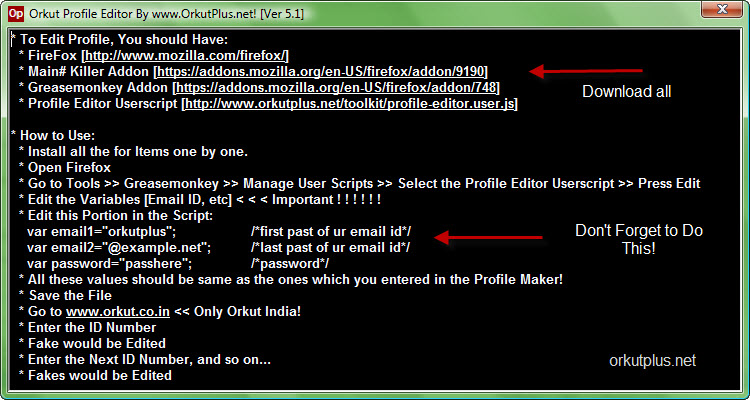 Orkut Profile Editor By www.OrkutPlus.net! [Ver 5.1]
* To Edit Profile, You should Have:
* FireFox [http://www.mozilla.com/firefox/]
* Main# Killer Addon [https://addons.mozilla.org/en-US/firefox/addon/9190]
* Greasemonkey Addon [https://addons.mozilla.org/en-US/firefox/addon/748]
* Profile Editor Userscript [http://www.orkutplus.net/toolkit/profile-editor.user.js]
Download all
* How to Use:
* Install all the for Items one by one.
* Open Firefox
* Go to Tools >> Greasemonkey >> Manage User Scripts >> Select the Profile Editor Userscript >> Press Edit
* Edit the Variables [Email ID, etc] < < < Important ! ! ! ! ! !
* Edit this Portion in the Script:
var email1="orkutplus"; /*first past of ur email id*/
var email2="@example.net"; /*last past of ur email id*/
var password="passhere"; /*password*/
Don't Forget to Do
This!
* All these values should be same as the ones which you entered in the Profile Maker!
* Save the File
* Go to www.orkut.co.in << Only Orkut India!
* Enter the ID Number
* Fake would be Edited
* Enter the Next ID Number, and so on...
* Fakes would be Edited
orkutplus.net